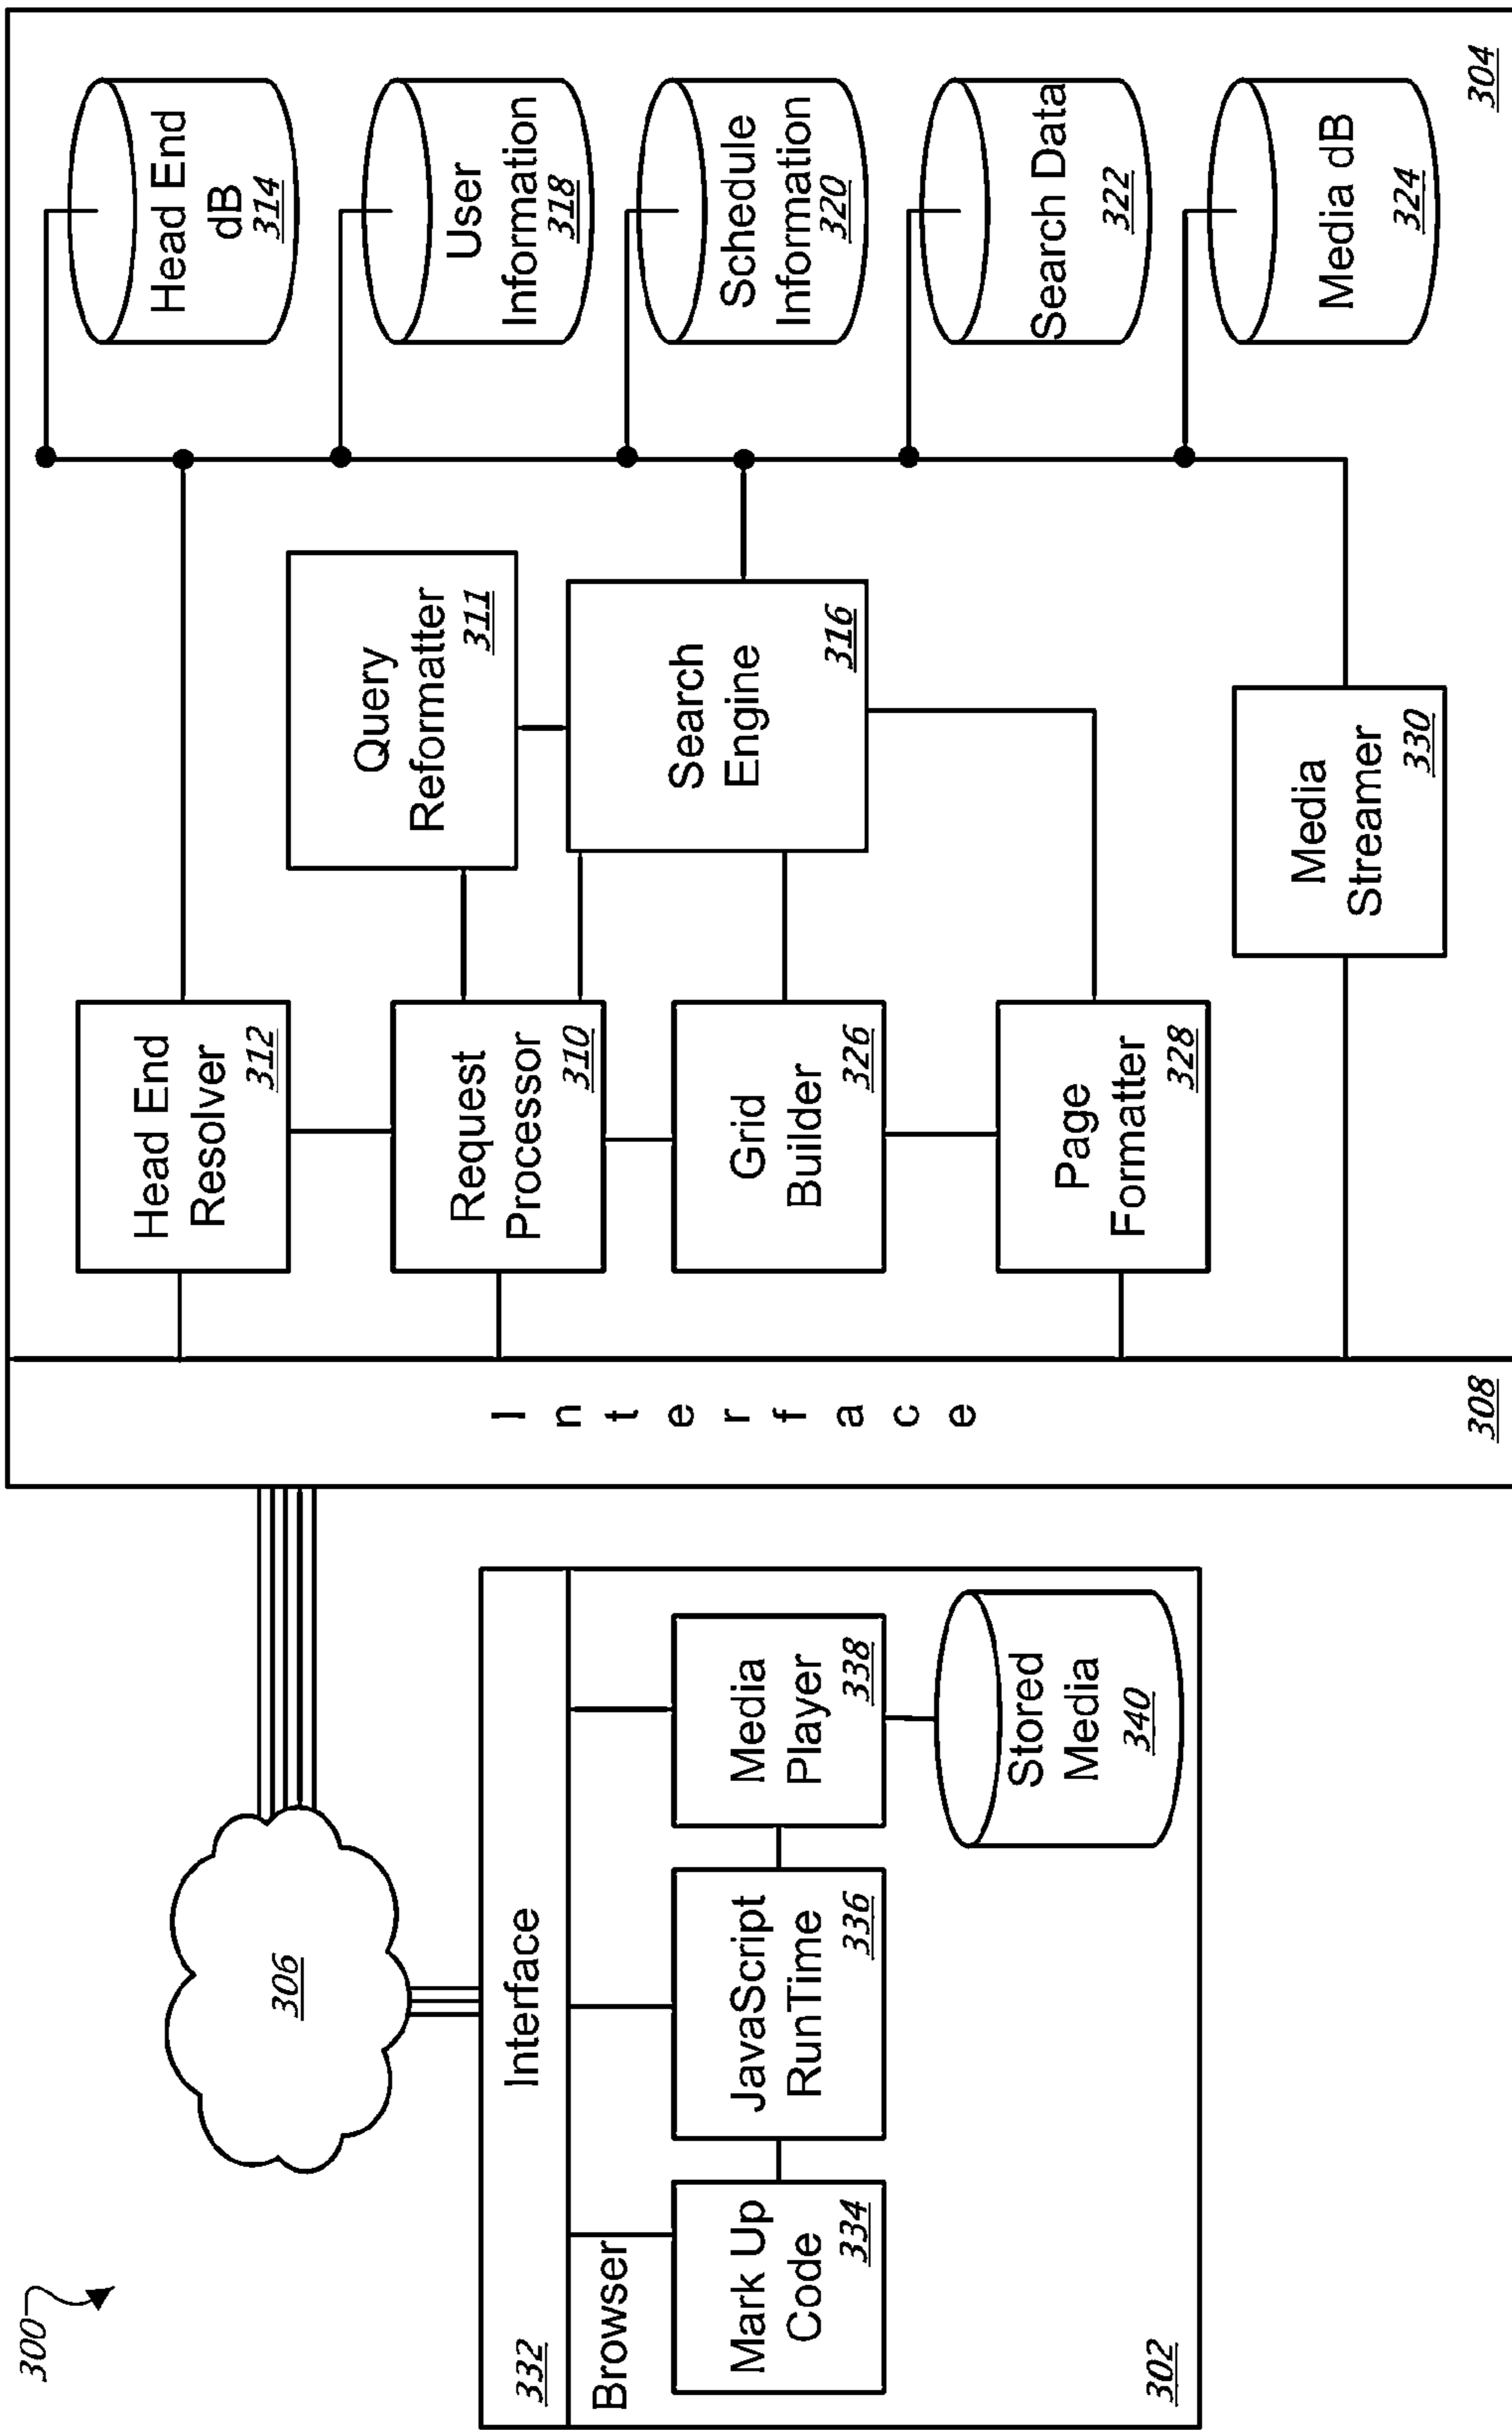 300
306
332
Interface
Browser
Mark Up
Code
334
JavaScript
RunTime
336
Media
Player
338
Stored
Media
340
302
Interface
308
Head End
Resolver
312
Request
Processor
310
Grid
Builder
326
Page
Formatter
328
Query
Reformatter
311
Search
Engine
316
Media
Streamer
330
Head End
dB
314
User
Information
318
Schedule
Information
320
Search Data
322
Media dB
324
304